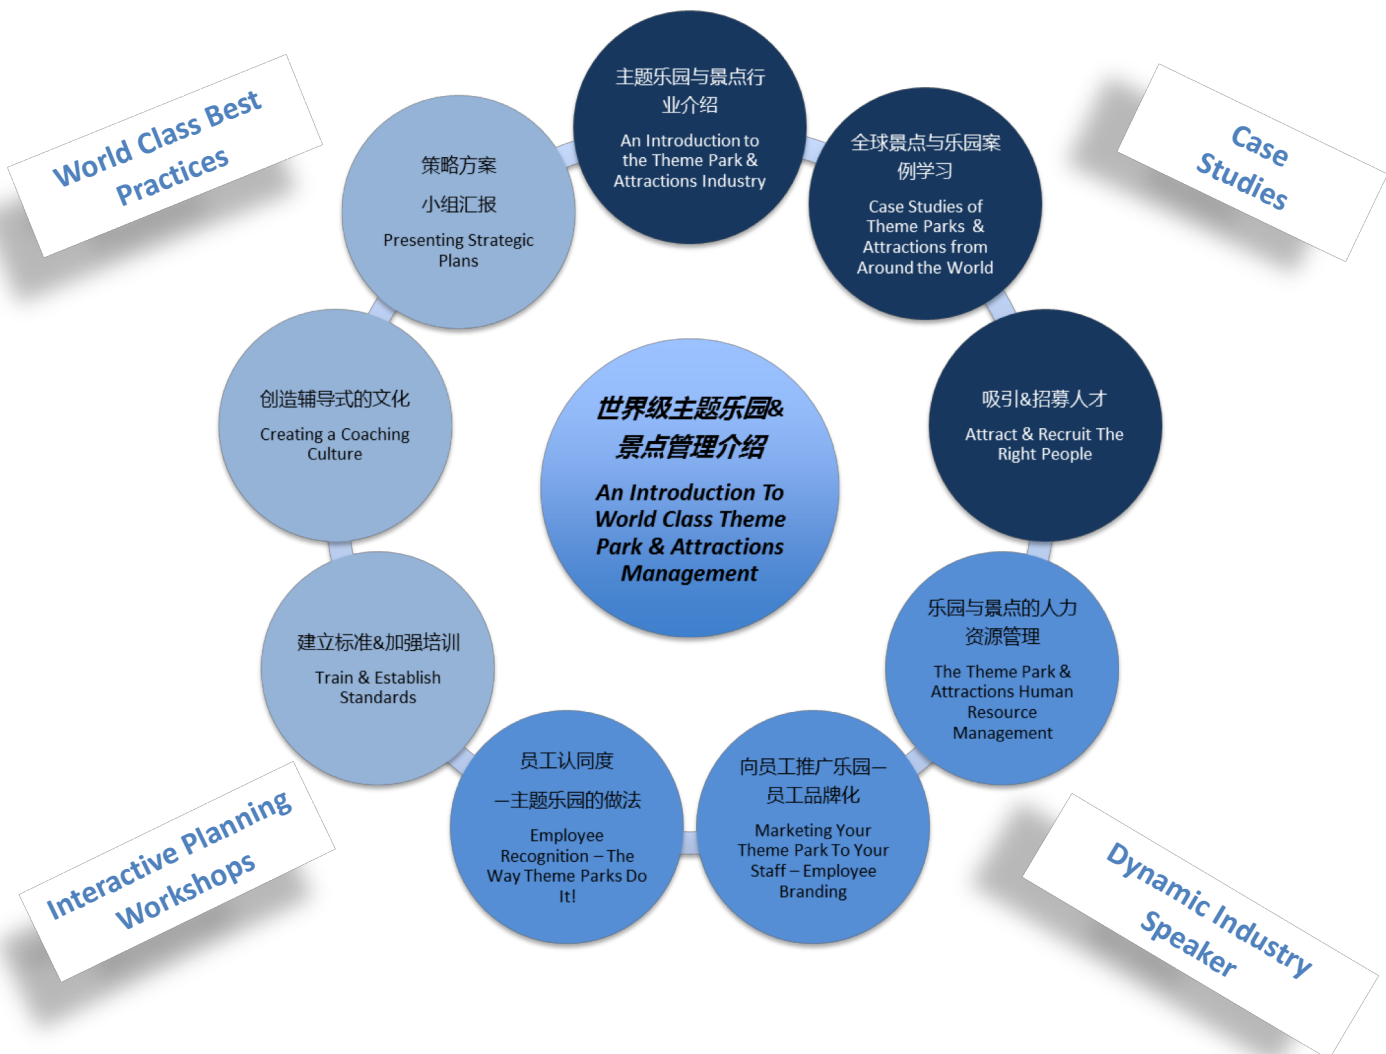 World Class Best
Practices
Case
Studies
主题乐园与景点行
业介绍
An Introduction to
the Theme Park &
Attractions Industry
全球景点与乐园案
例学习
Case Studies of
Theme Parks &
Attractions from
Around the World
吸引&招募人才
Attract & Recruit The
Right People
乐园与景点的人力
资源管理
The Theme Park &
Attractions Human
Resource
Management
向员工推广乐园—
员工品牌化
Marketing Your
Theme Park To Your
Staff – Employee
Branding
员工认同度
—主题乐园的做法
Employee
Recognition – The
Way Theme Parks Do
It!
建立标准&加强培训
Train & Establish
Standards
创造辅导式的文化
Creating a Coaching
Culture
策略方案
小组汇报
Presenting Strategic
Plans
世界级主题乐园&
景点管理介绍
An Introduction To
World Class Theme
Park & Attractions
Management
Interactive Planning
Workshops
Dynamic Industry
Speaker